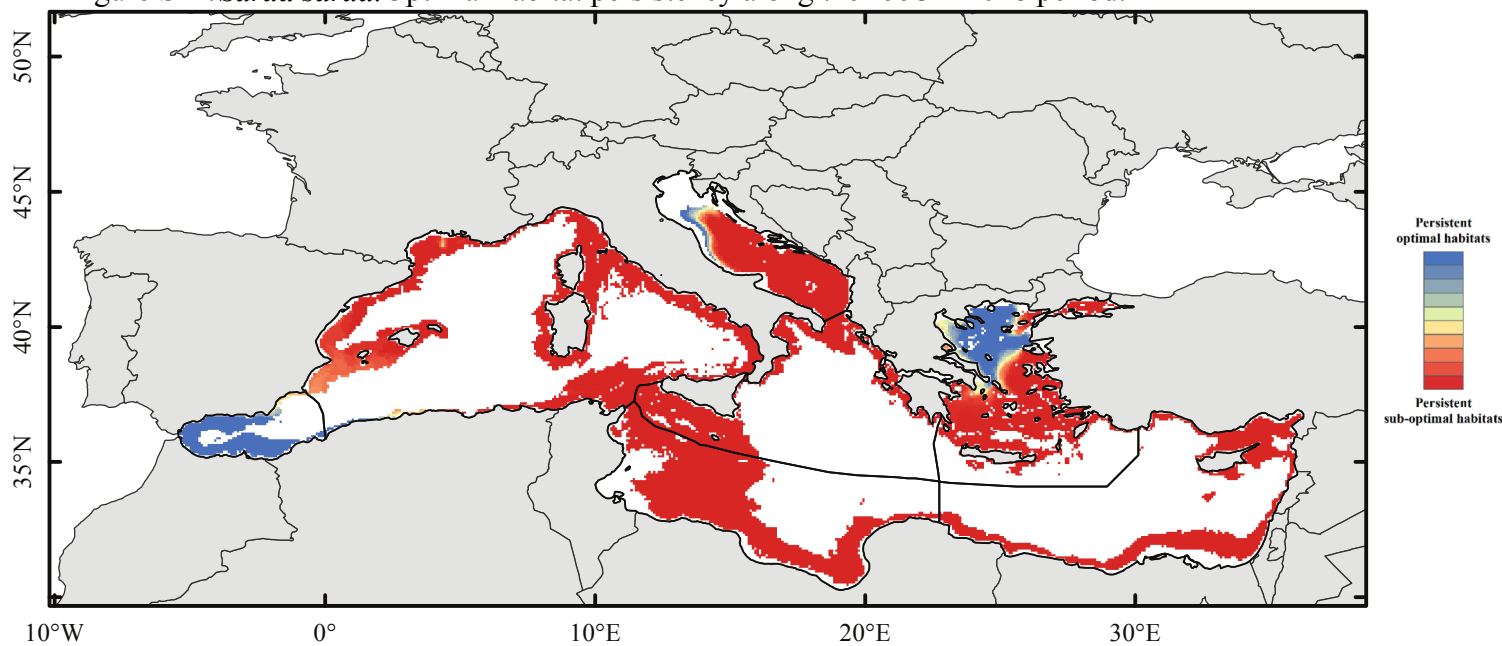 50°N
45°N
40°N
35°N
10°W
0°
10°E
20°E
30°E
Persistent
optimal habitats
Persistent
sub-optimal habitats